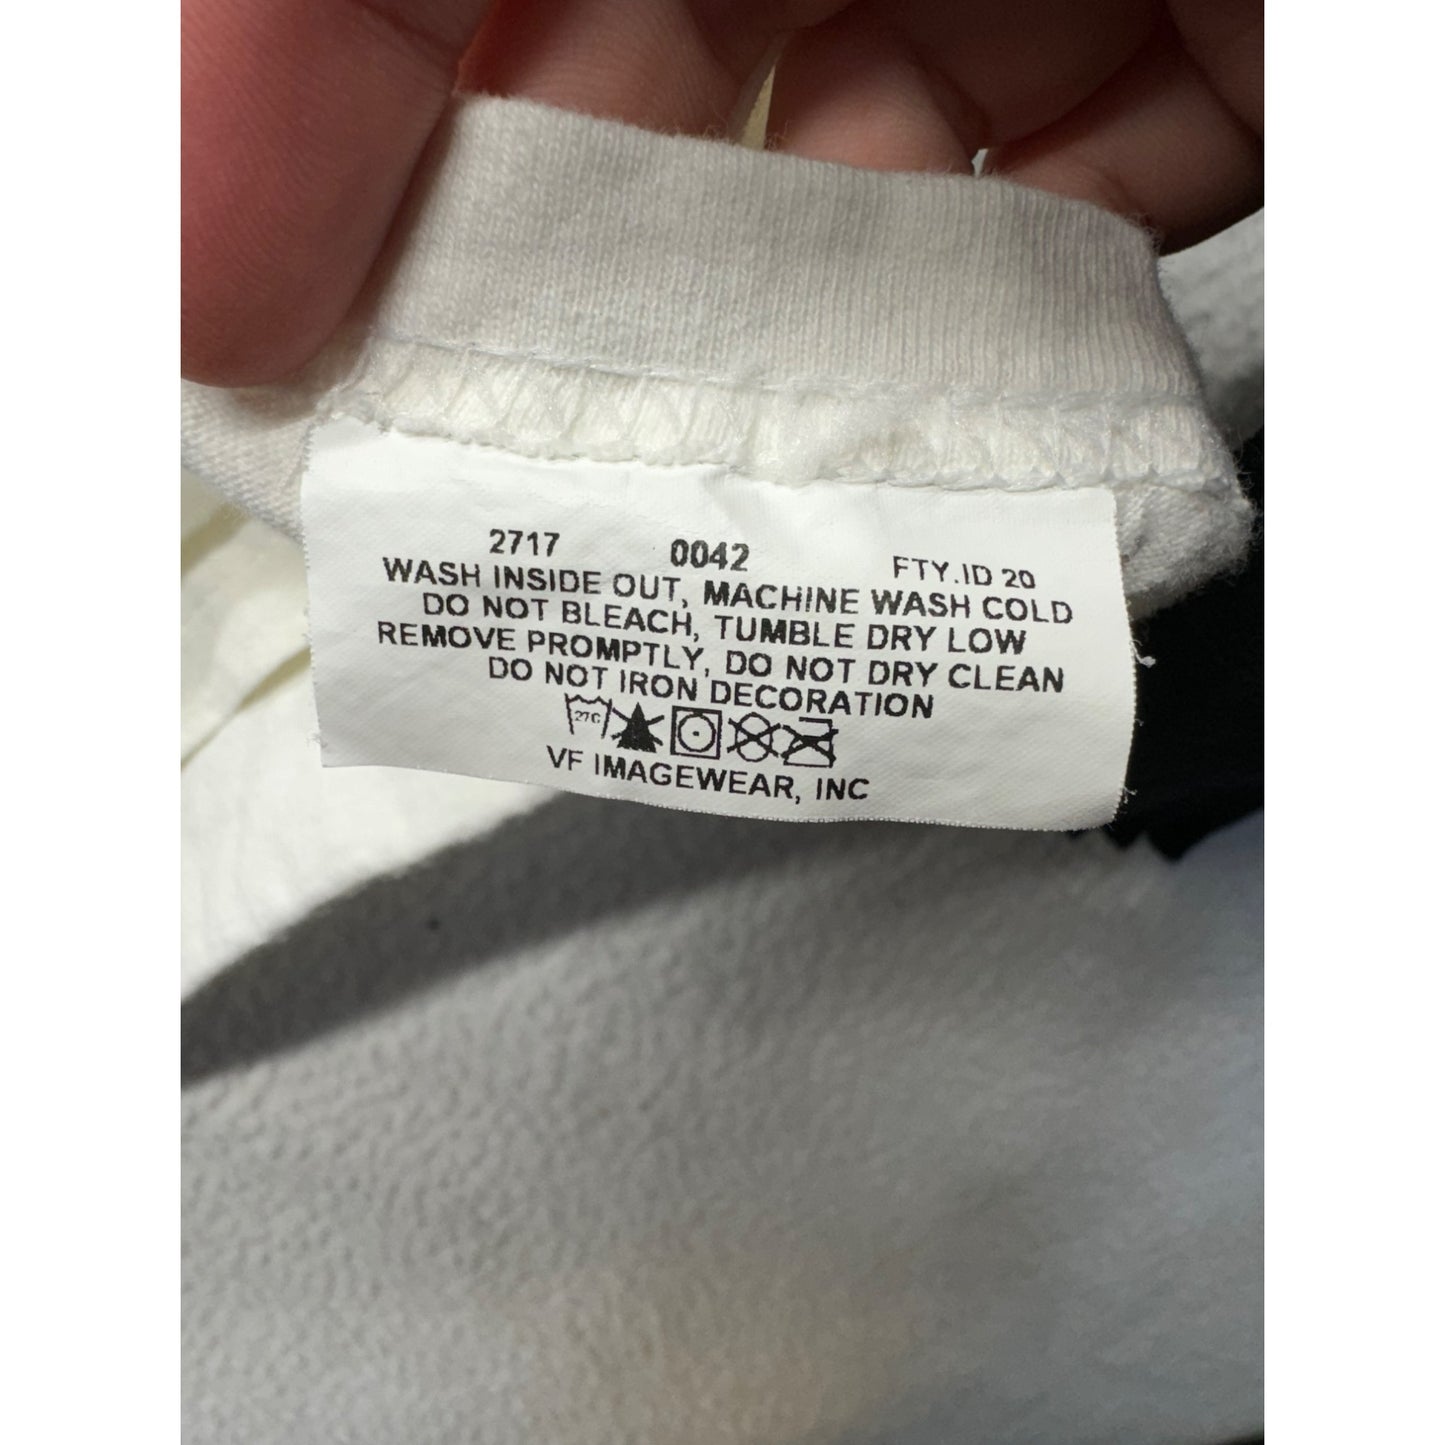 2717 0042 FTY.ID 20
WASH INSIDE OUT, MACHINE WASH COLD
DO NOT BLEACH, TUMBLE DRY LOW
REMOVE PROMPTLY, DO NOT DRY CLEAN
DO NOT IRON DECORATION
27C
VF IMAGEWEAR, INC